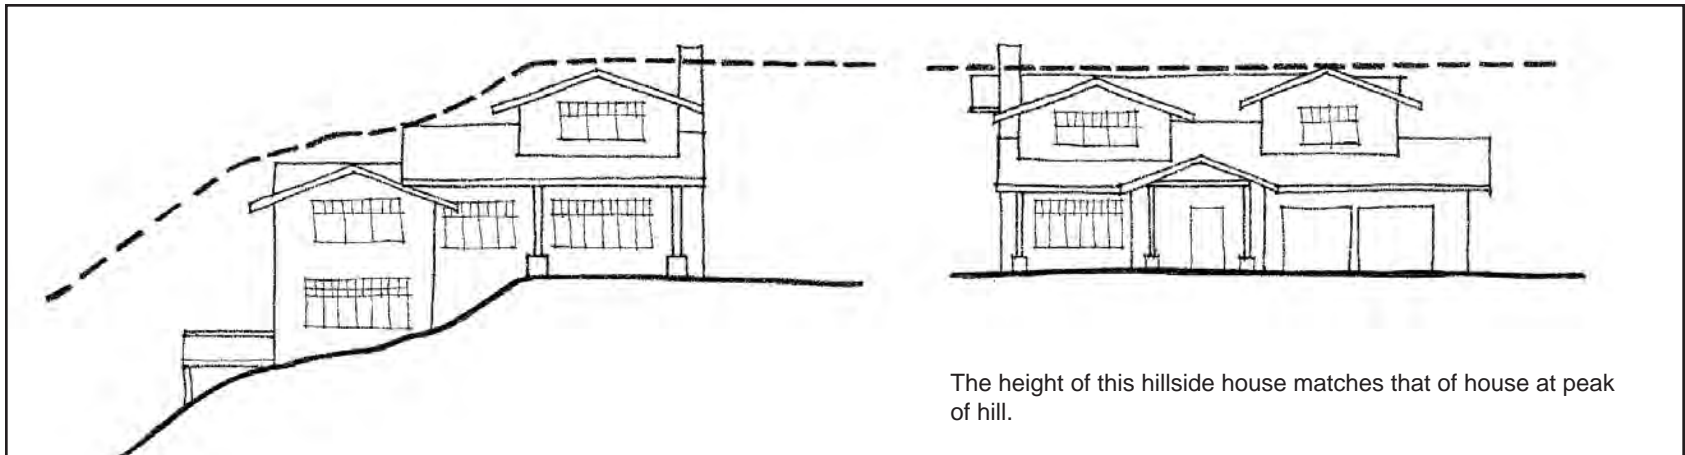 The height of this hillside house matches that of house at peak
of hill.